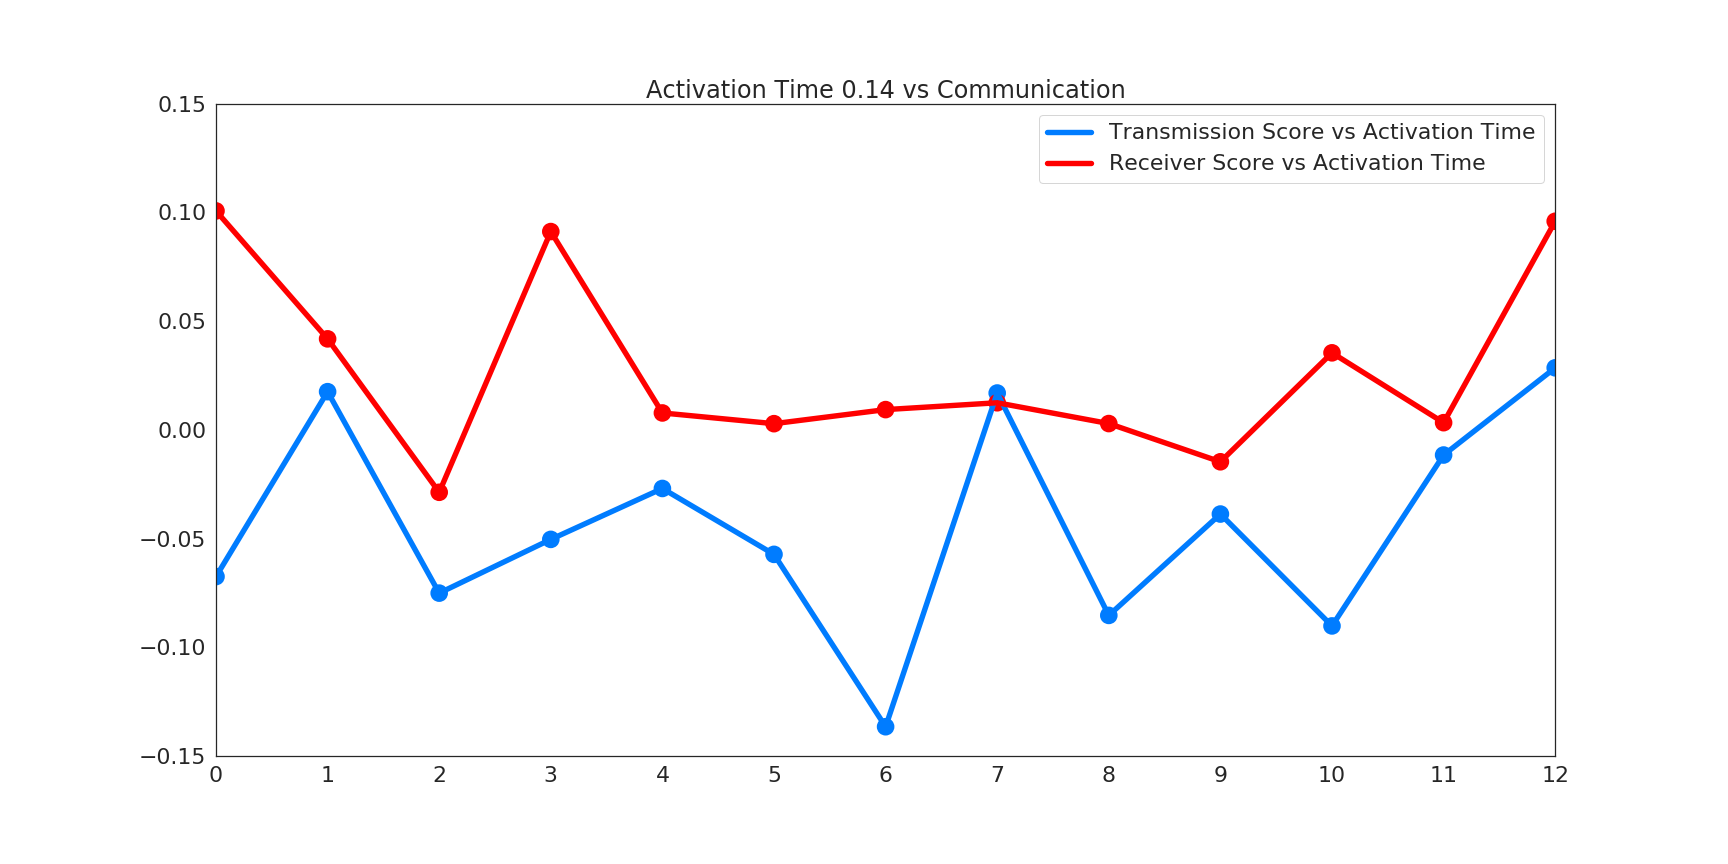 Activation Time 0.14 vs Communication
0.15
Transmission Score vs Activation Time
Receiver Score vs Activation Time
0.10
0.05
0.00
−0.05
−0.10
−0.15
0 1 2 3 4 5 6 7 8 9 10 11 12